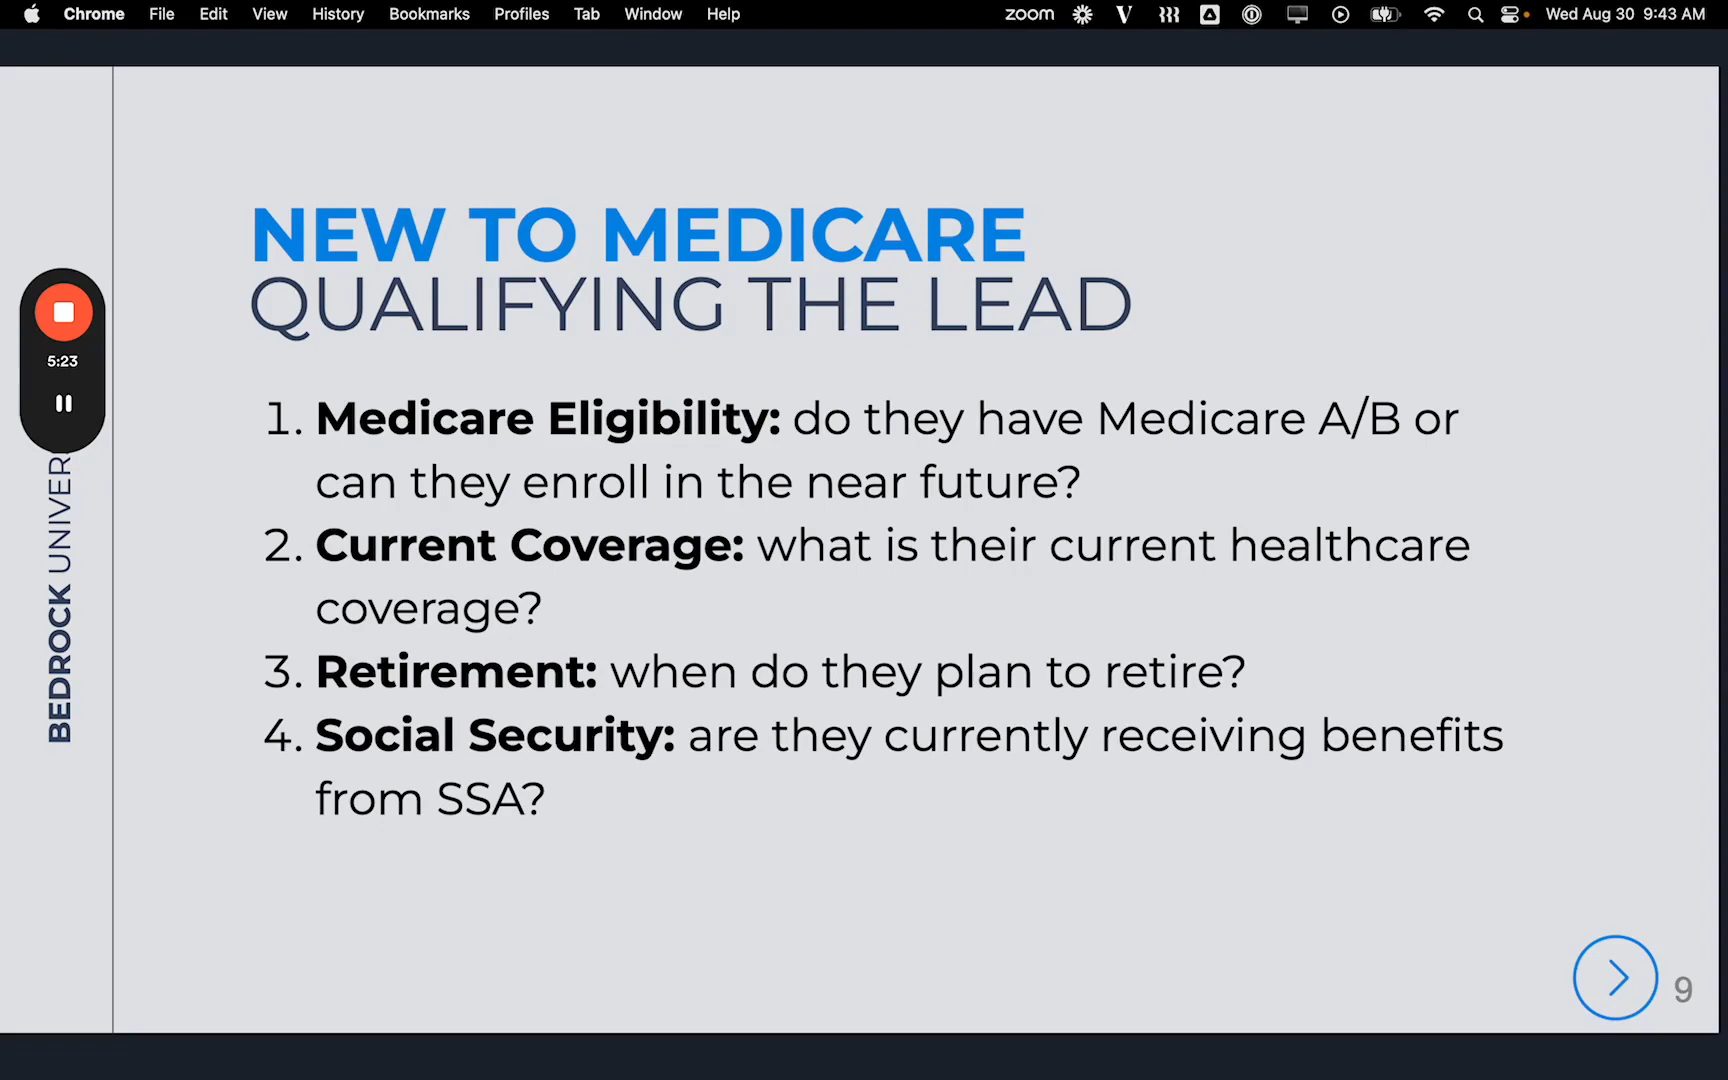 Chrome File Edit View History Bookmarks Profiles Tab Window Help zoom Wed Aug 30 9:43 AM
NEW TO MEDICARE
QUALIFYING THE LEAD
5:23
BEDROCK UNIVER
1. Medicare Eligibility: do they have Medicare A/B or
can they enroll in the near future?
2. Current Coverage: what is their current healthcare
coverage?
3. Retirement: when do they plan to retire?
4. Social Security: are they currently receiving benefits
from SSA?
9